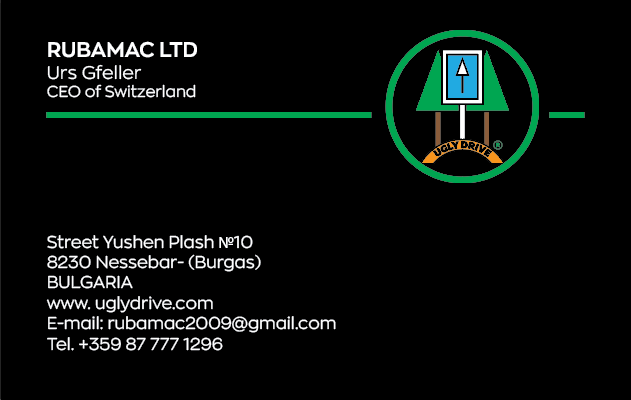 RUBAMAC LTD
Urs Gfeller
CEO of Switzerland
UGLY DRIVE ®
Street Yushen Plash №10
8230 Nessebar- (Burgas)
BULGARIA
www. uglydrive.com
E-mail: rubamac2009@gmail.com
Tel. +359 87 777 1296